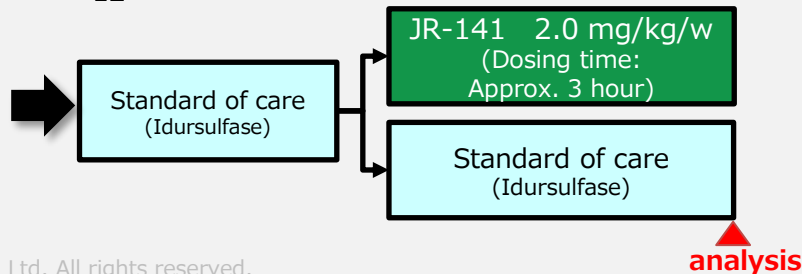 JR-141 2.0 mg/kg/w
(Dosing time:
Approx. 3 hour)
Standard of care
(Idursulfase)
Standard of care
(Idursulfase)
analysis
Ltd. All rights reserved.